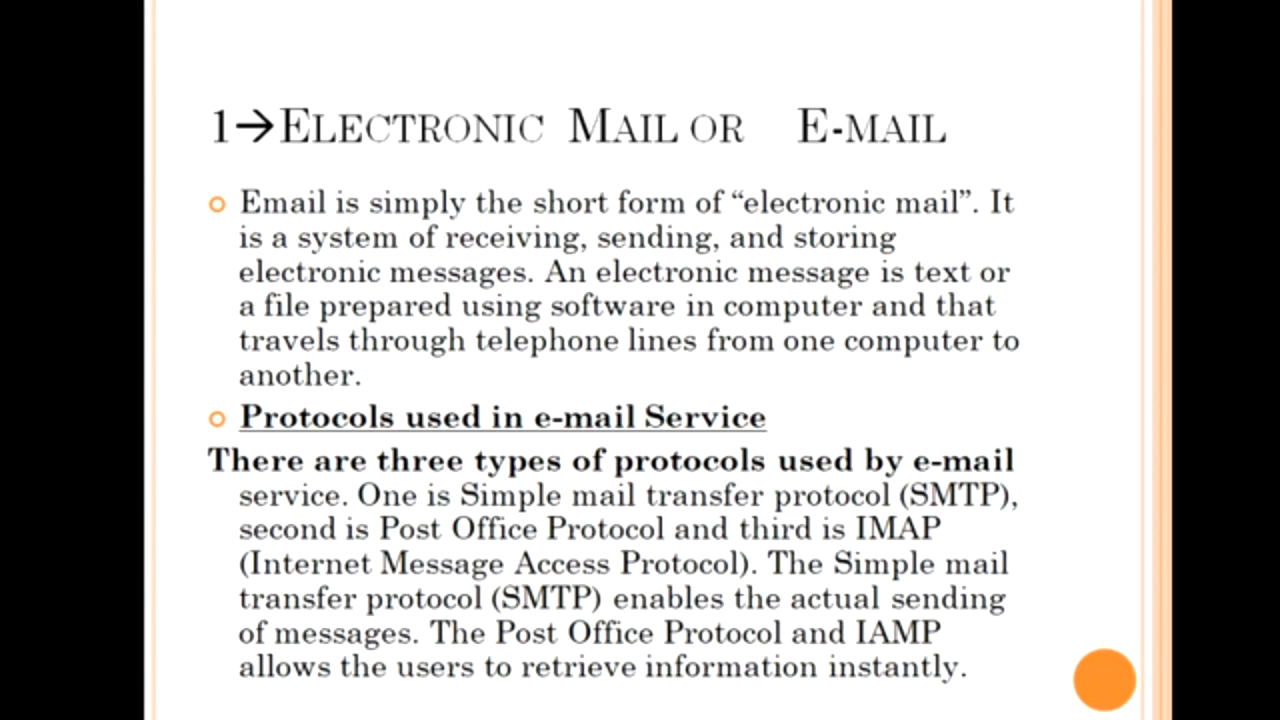 1→ELECTRONIC MAIL OR E-MAIL
Email is simply the short form of “electronic mail”. It
is a system of receiving, sending, and storing
electronic messages. An electronic message is text or
a file prepared using software in computer and that
travels through telephone lines from one computer to
another.
Protocols used in e-mail Service
There are three types of protocols used by e-mail
service. One is Simple mail transfer protocol (SMTP),
second is Post Office Protocol and third is IMAP
(Internet Message Access Protocol). The Simple mail
transfer protocol (SMTP) enables the actual sending
of messages. The Post Office Protocol and IAMP
allows the users to retrieve information instantly.